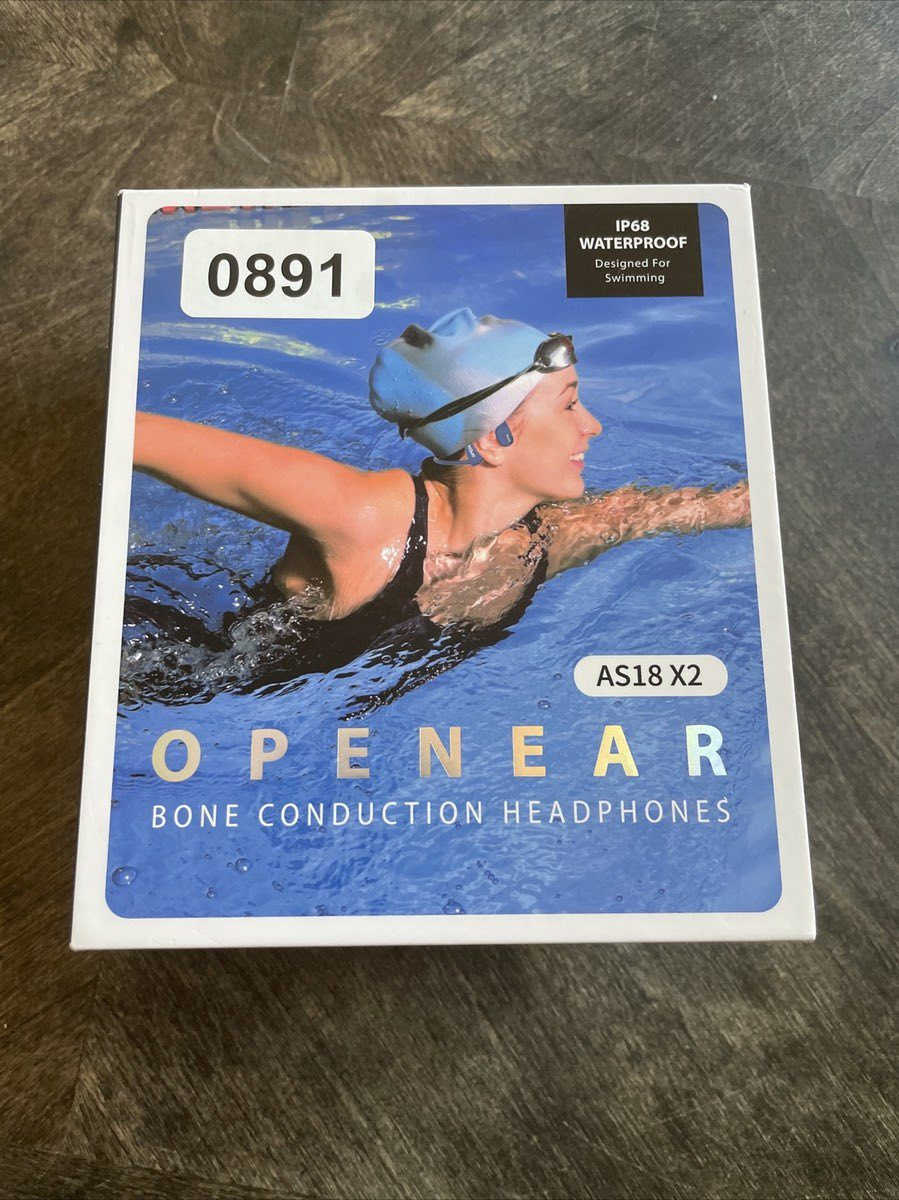 0891
IP68
WATERPROOF
Designed For
Swimming
AS18 X2
OPENEAR
BONE CONDUCTION HEADPHONES